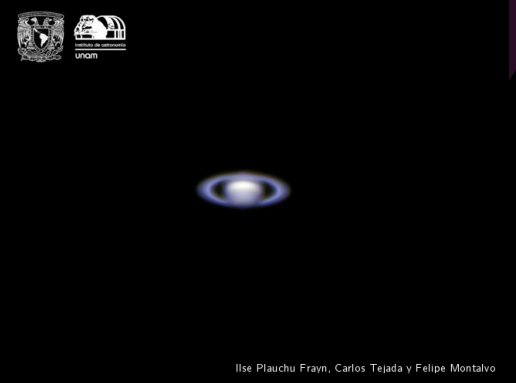 instituto de astronomía
unam
Ilse Plauchu Frayn, Carlos Tejada y Felipe Montalvo